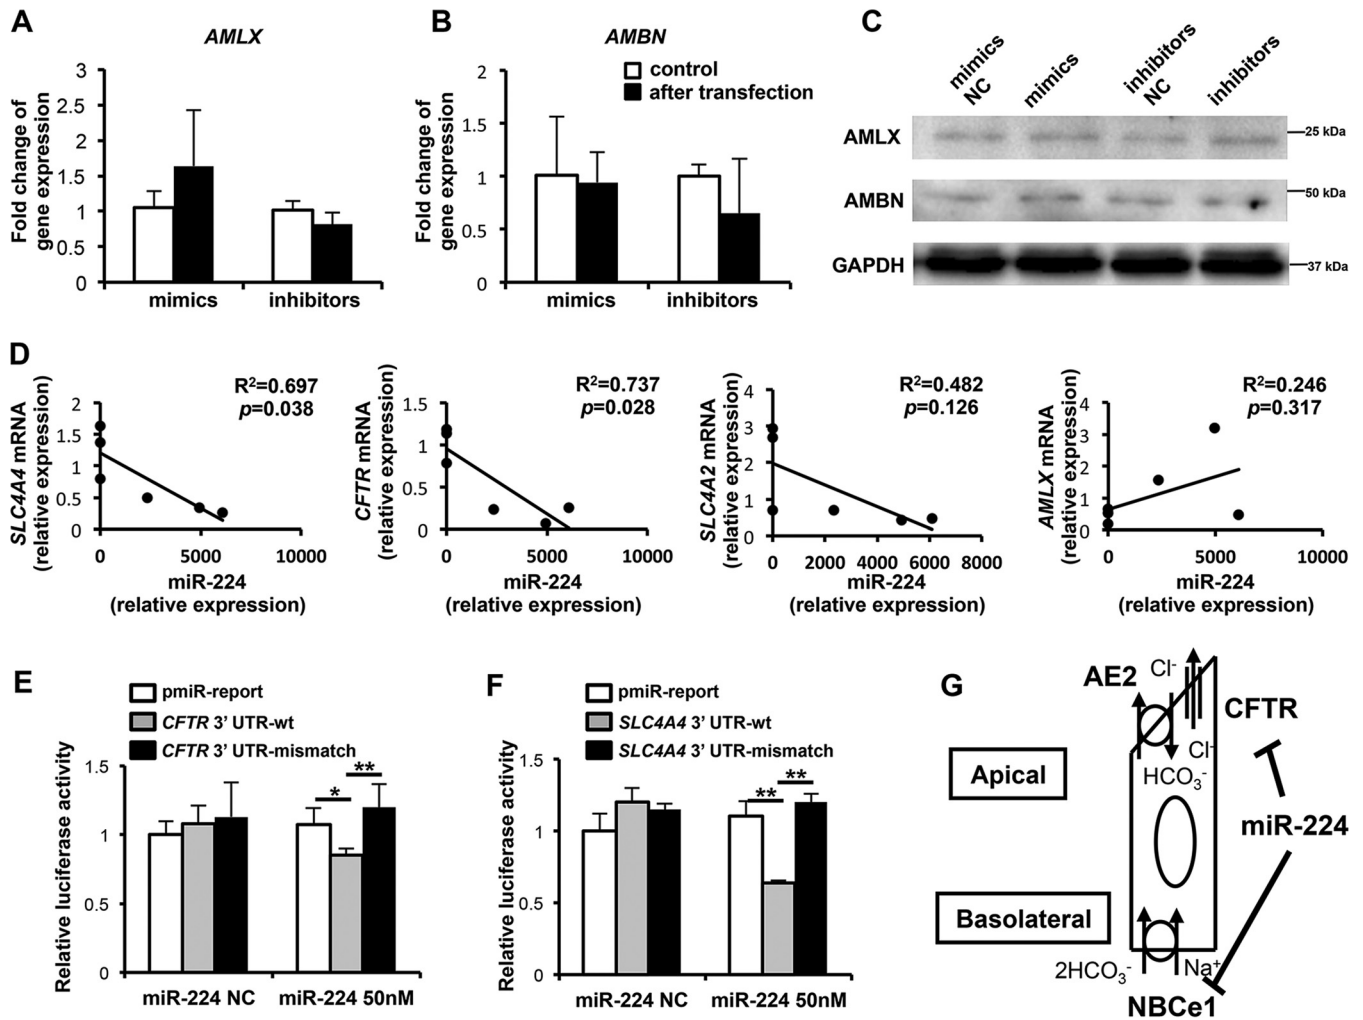 A
AMLX
Fold change of
gene expression
3
2.5
2
1.5
1
0.5
0
mimics
inhibitors
B
AMBN
control
after transfection
Fold change of
gene expression
2
1.5
1
0.5
0
mimics
inhibitors
C
mimics
NC
mimics
inhibitors
NC
inhibitors
AMLX
25 kDa
AMBN
50 kDa
GAPDH
37 kDa
D
SLC4A4 mRNA
(relative expression)
R²=0.697
p=0.038
2
1.5
1
0.5
0
0
5000
10000
miR-224
(relative expression)
CFTR mRNA
(relative expression)
R²=0.737
p=0.028
1.5
1
1.5
0
0
5000
10000
miR-224
(relative expression)
SLC4A2 mRNA
(relative expression)
R²=0.482
p=0.126
4
3
2
1
0
0
2000
4000
6000
8000
miR-224
(relative expression)
AMLX mRNA
(relative expression)
R²=0.246
p=0.317
4
3
2
1
0
0
5000
10000
miR-224
(relative expression)
E
pmiR-report
CFTR 3' UTR-wt
CFTR 3' UTR-mismatch
Relative luciferase activity
1.5
1
0.5
0
*
**
miR-224 NC
miR-224 50nM
F
pmiR-report
SLC4A4 3' UTR-wt
SLC4A4 3' UTR-mismatch
Relative luciferase activity
1.5
1
0.5
0
**
**
miR-224 NC
miR-224 50nM
G
AE2
Cl⁻
CFTR
Cl⁻
HCO₃⁻
Apical
miR-224
Basolateral
2HCO₃⁻
Na⁺
NBCe1